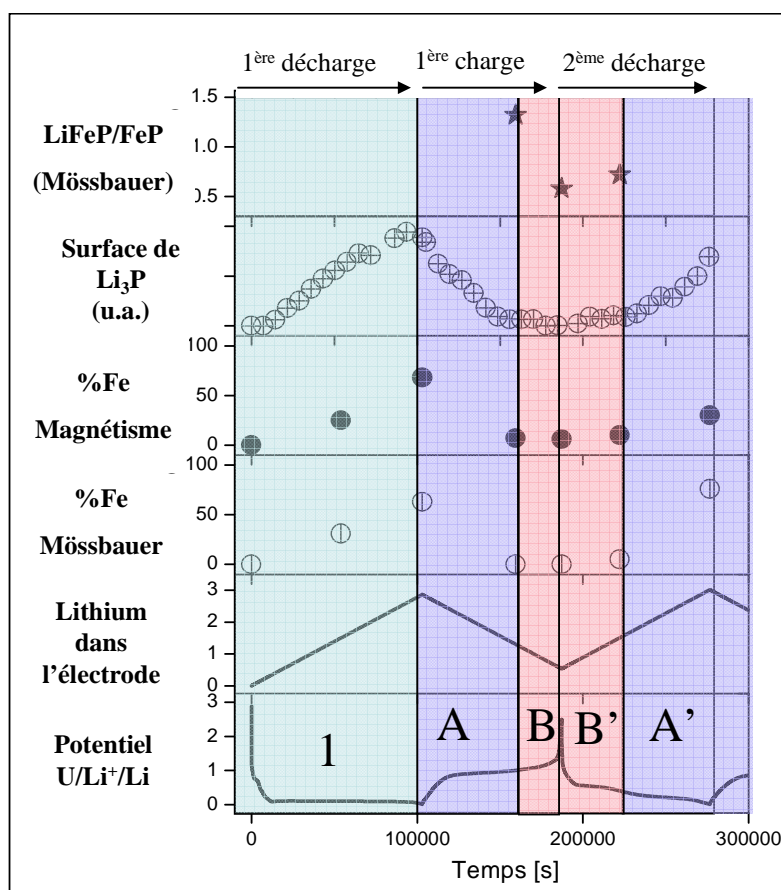 1ère décharge 1ère charge 2ème décharge
1.5
LiFeP/FeP
1.0
(Mössbauer)
0.5
Surface de
Li₃P
(u.a.)
100
%Fe
50
Magnétisme
0
100
%Fe
50
Mössbauer
0
3
Lithium
2
dans
1
l'électrode
0
3
A B B' A'
1
2
Potentiel
1
U/Li⁺/Li
0
0 100000 200000 300000
Temps [s]